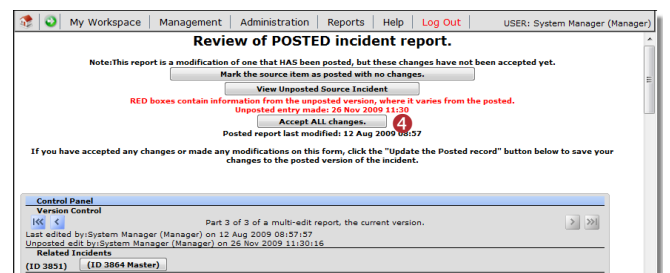 My Workspace Management Administration Reports Help Log Out USER: System Manager (Manager)
Review of POSTED incident report.
Note:This report is a modification of one that HAS been posted, but these changes have not been accepted yet.
Mark the source item as posted with no changes.
View Unposted Source Incident
RED boxes contain information from the unposted version, where it varies from the posted.
Unposted entry made: 26 Nov 2009 11:30
Accept ALL changes. 4
Posted report last modified: 12 Aug 2009 08:57
If you have accepted any changes or made any modifications on this form, click the "Update the Posted record" button below to save your
changes to the posted version of the incident.
Control Panel
Version Control
Part 3 of 3 of a multi-edit report, the current version.
Last edited by:System Manager (Manager) on 12 Aug 2009 08:57:57
Unposted edit by:System Manager (Manager) on 26 Nov 2009 11:30:16
Related Incidents
(ID 3851) (ID 3864 Master)